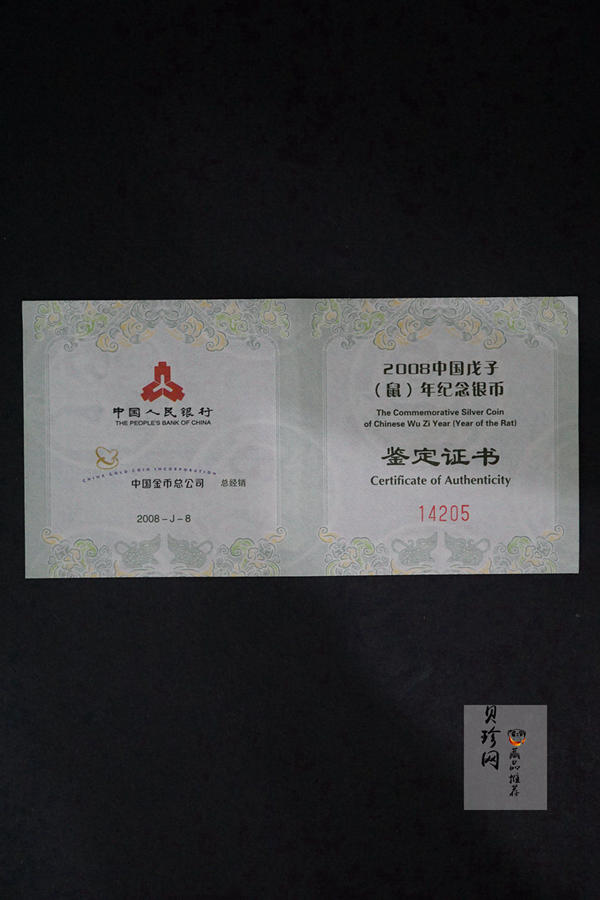 中国人民银行
THE PEOPLE'S BANK OF CHINA
CHINA GOLD COIN INCORPORATION
中国金币总公司 总经销
2008-J-8
2008中国戊子
（鼠）年纪念银币
The Commemorative Silver Coin
of Chinese Wu Zi Year (Year of the Rat)
鉴定证书
Certificate of Authenticity
14205
贝珍网
藏品推荐